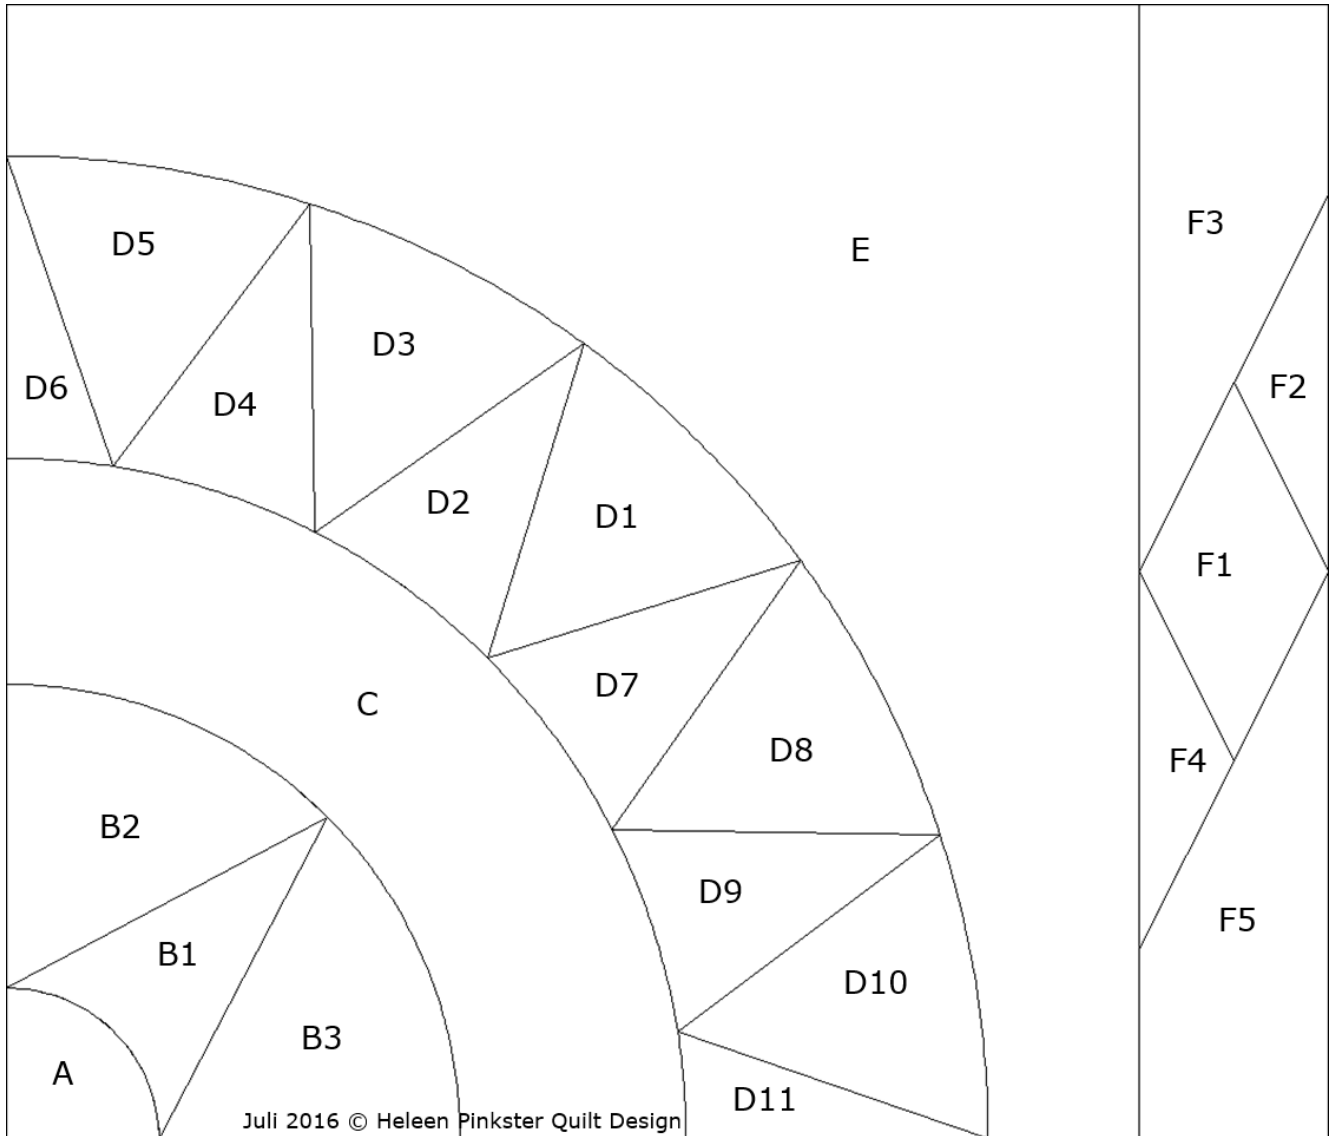 F3
D5
E
D3
F2
D6
D4
D2
D1
F1
D7
C
D8
F4
B2
D9
F5
B1
D10
B3
A
D11
Juli 2016 © Heleen Pinkster Quilt Design